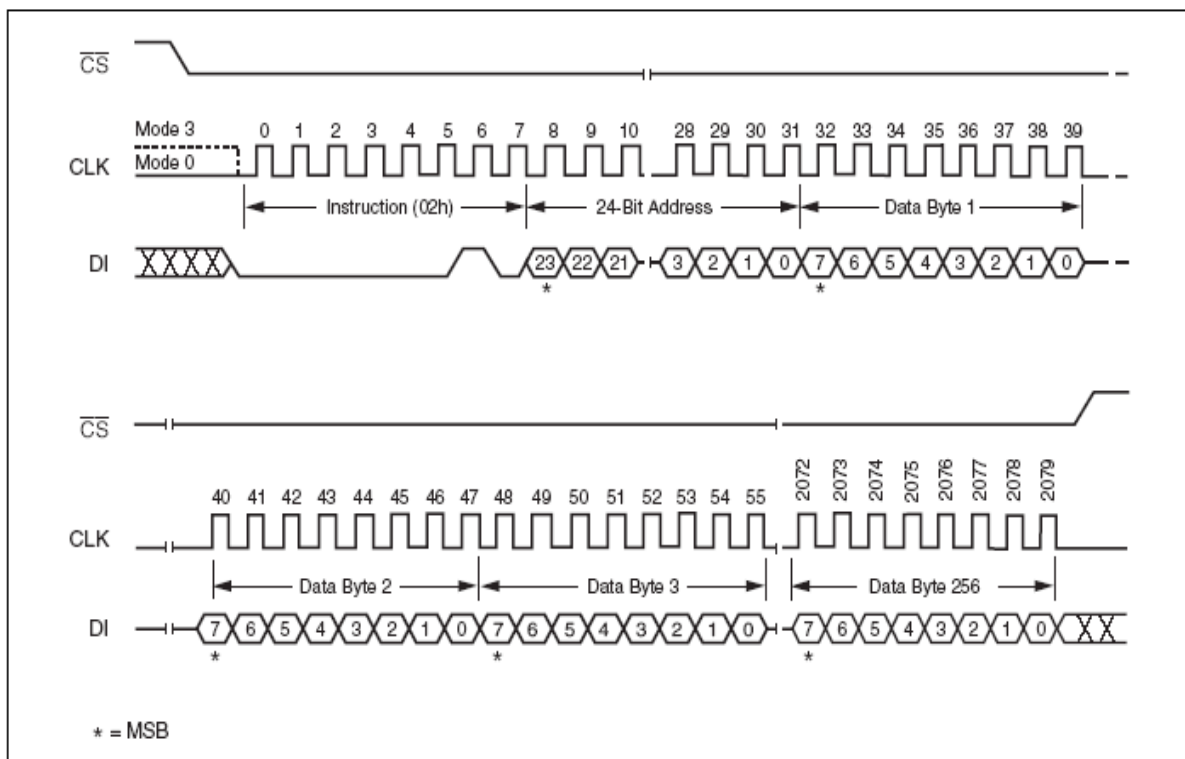 CS
Mode 3
0 1 2 3 4 5 6 7 8 9 10 28 29 30 31 32 33 34 35 36 37 38 39
CLK
Mode 0
Instruction (02h) 24-Bit Address Data Byte 1
DI
23 22 21 3 2 1 0 7 6 5 4 3 2 1 0
* *
CS
40 41 42 43 44 45 46 47 48 49 50 51 52 53 54 55 2072 2073 2074 2075 2076 2077 2078 2079
CLK
Data Byte 2 Data Byte 3 Data Byte 256
DI
7 6 5 4 3 2 1 0 7 6 5 4 3 2 1 0 7 6 5 4 3 2 1 0
* * *
* = MSB